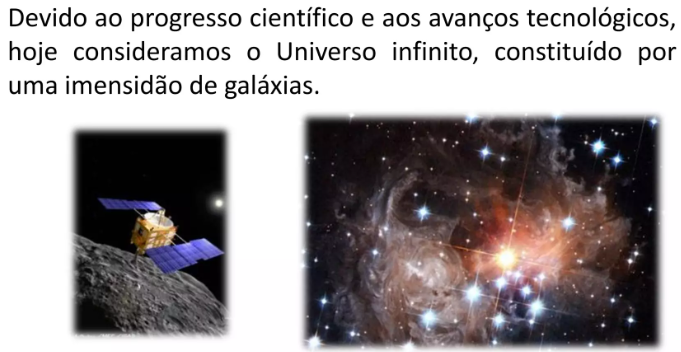 Devido ao progresso científico e aos avanços tecnológicos,
hoje consideramos o Universo infinito, constituído por
uma imensidão de galáxias.